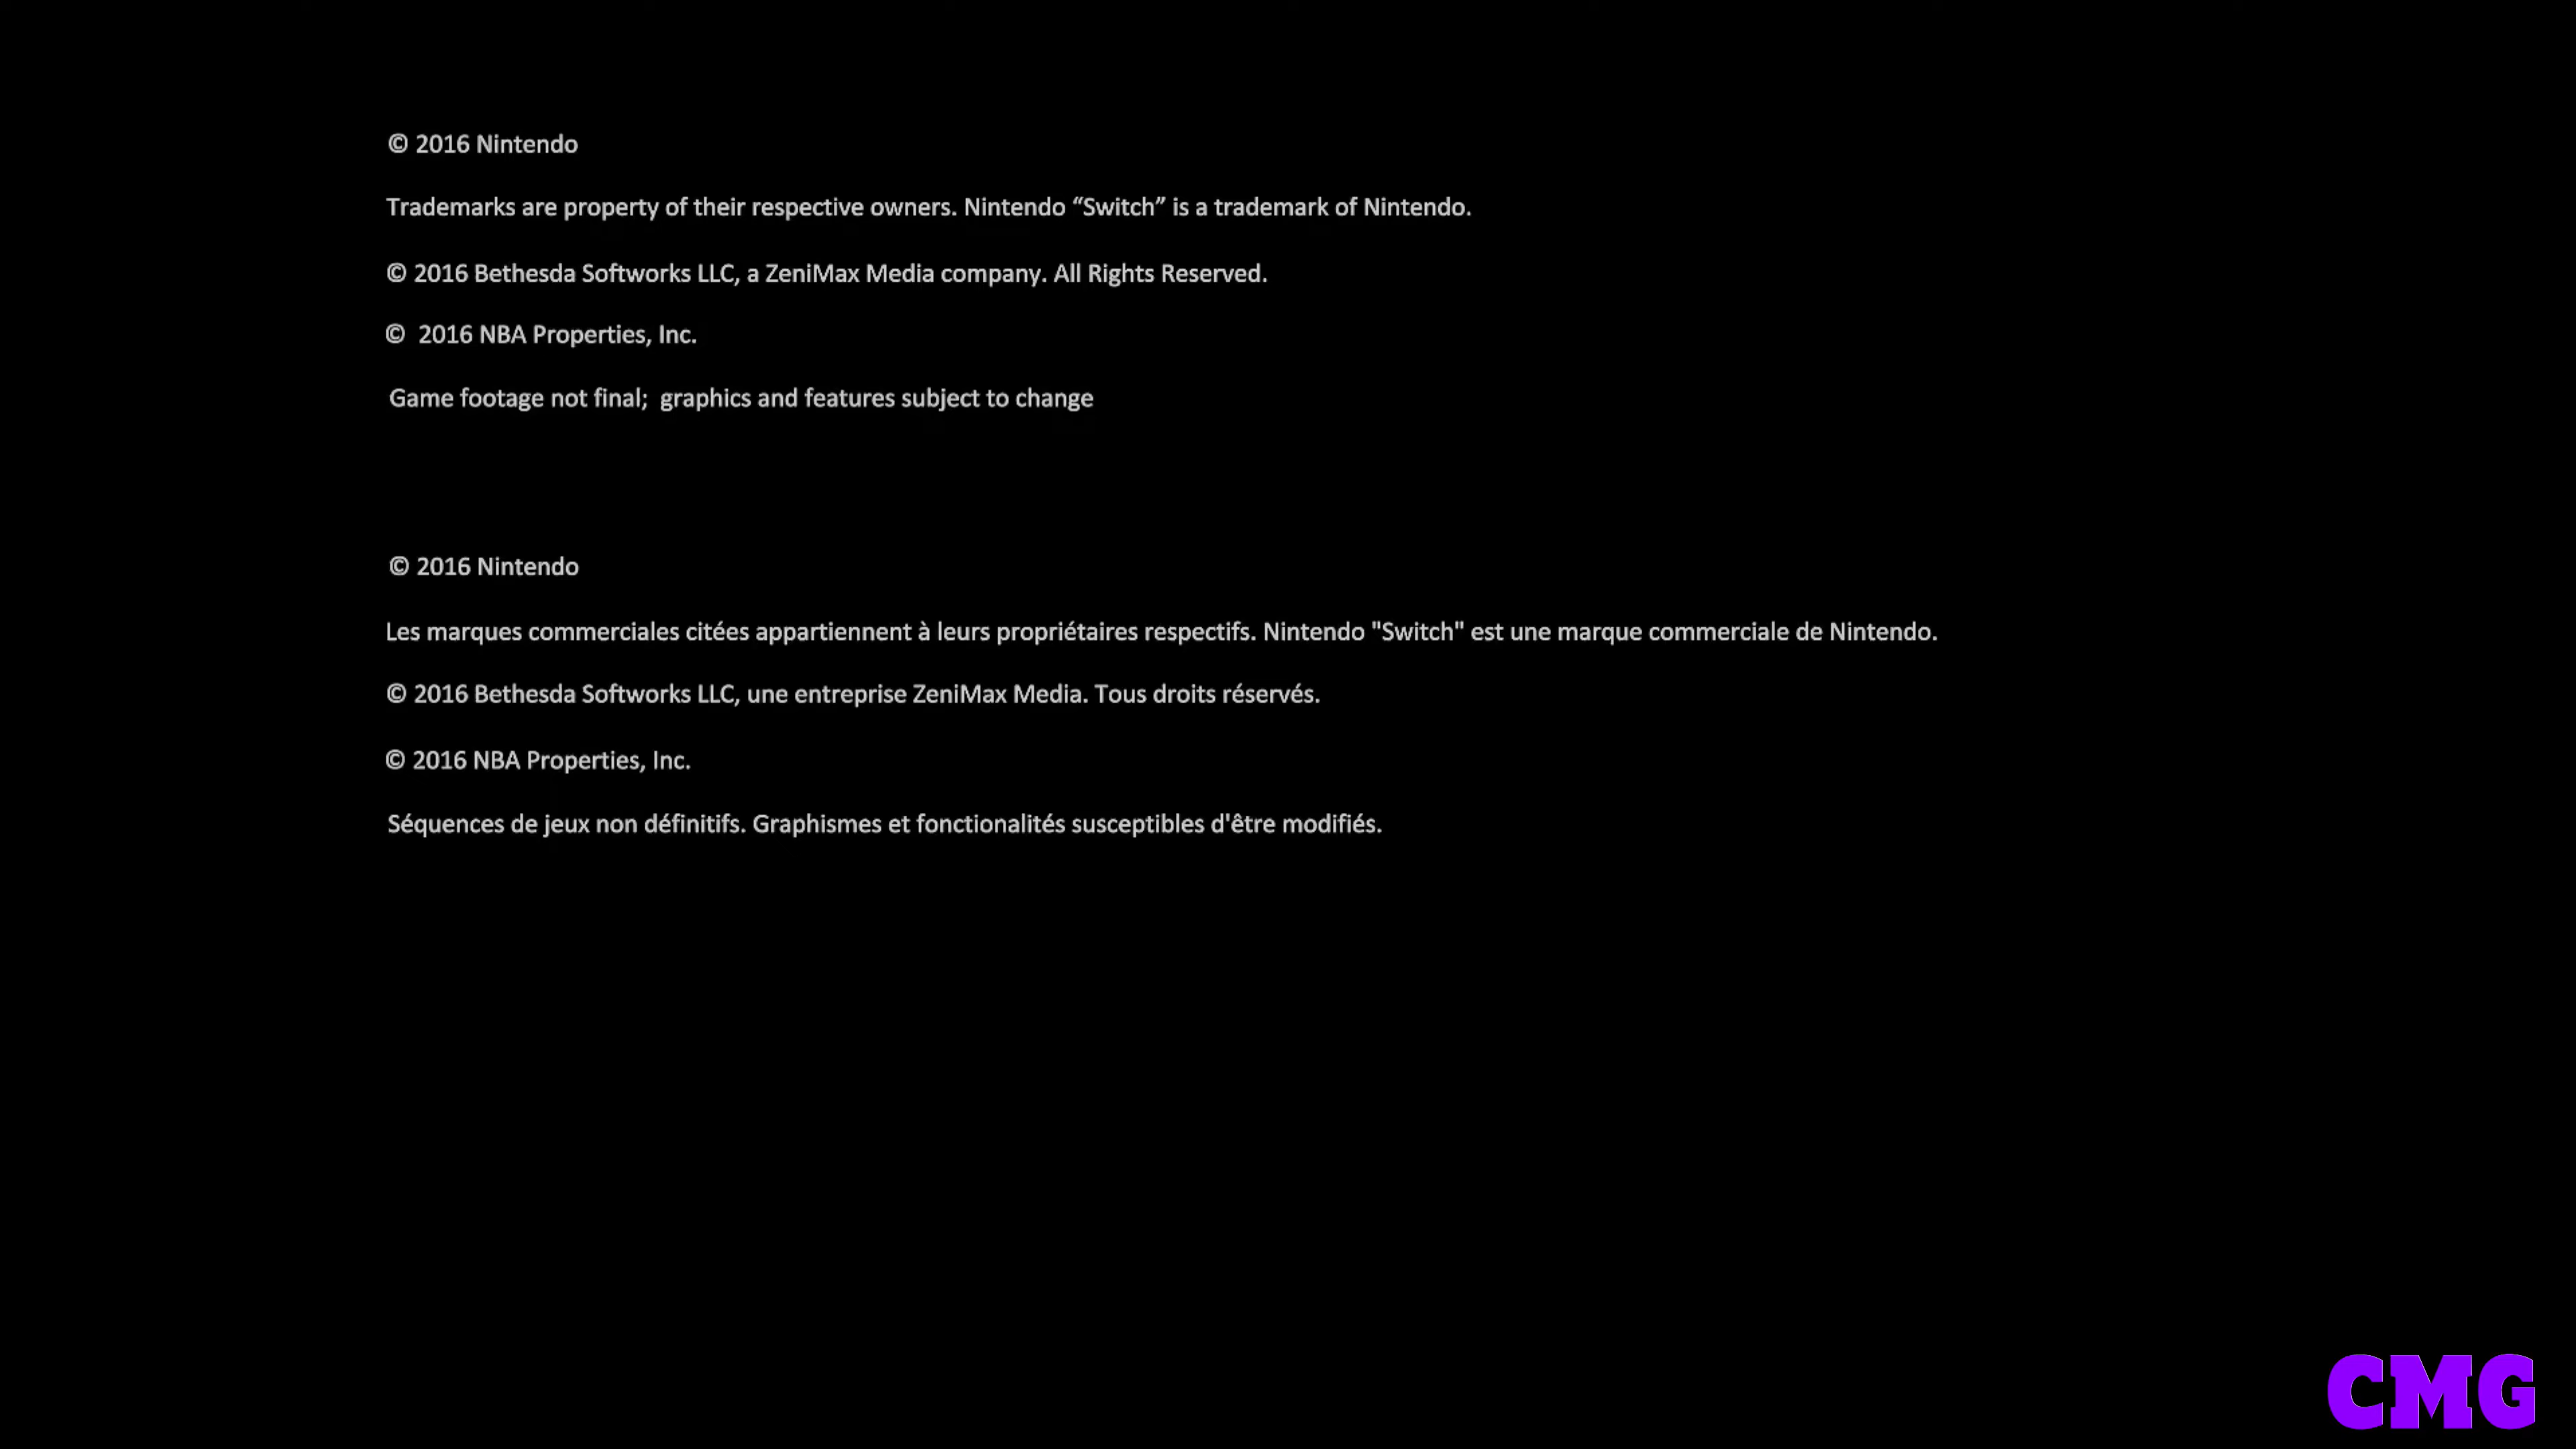 © 2016 Nintendo
Trademarks are property of their respective owners. Nintendo “Switch” is a trademark of Nintendo.
© 2016 Bethesda Softworks LLC, a ZeniMax Media company. All Rights Reserved.
©  2016 NBA Properties, Inc.
Game footage not final;  graphics and features subject to change
© 2016 Nintendo
Les marques commerciales citées appartiennent à leurs propriétaires respectifs. Nintendo "Switch" est une marque commerciale de Nintendo.
© 2016 Bethesda Softworks LLC, une entreprise ZeniMax Media. Tous droits réservés.
© 2016 NBA Properties, Inc.
Séquences de jeux non définitifs. Graphismes et fonctionalités susceptibles d'être modifiés.
CMG